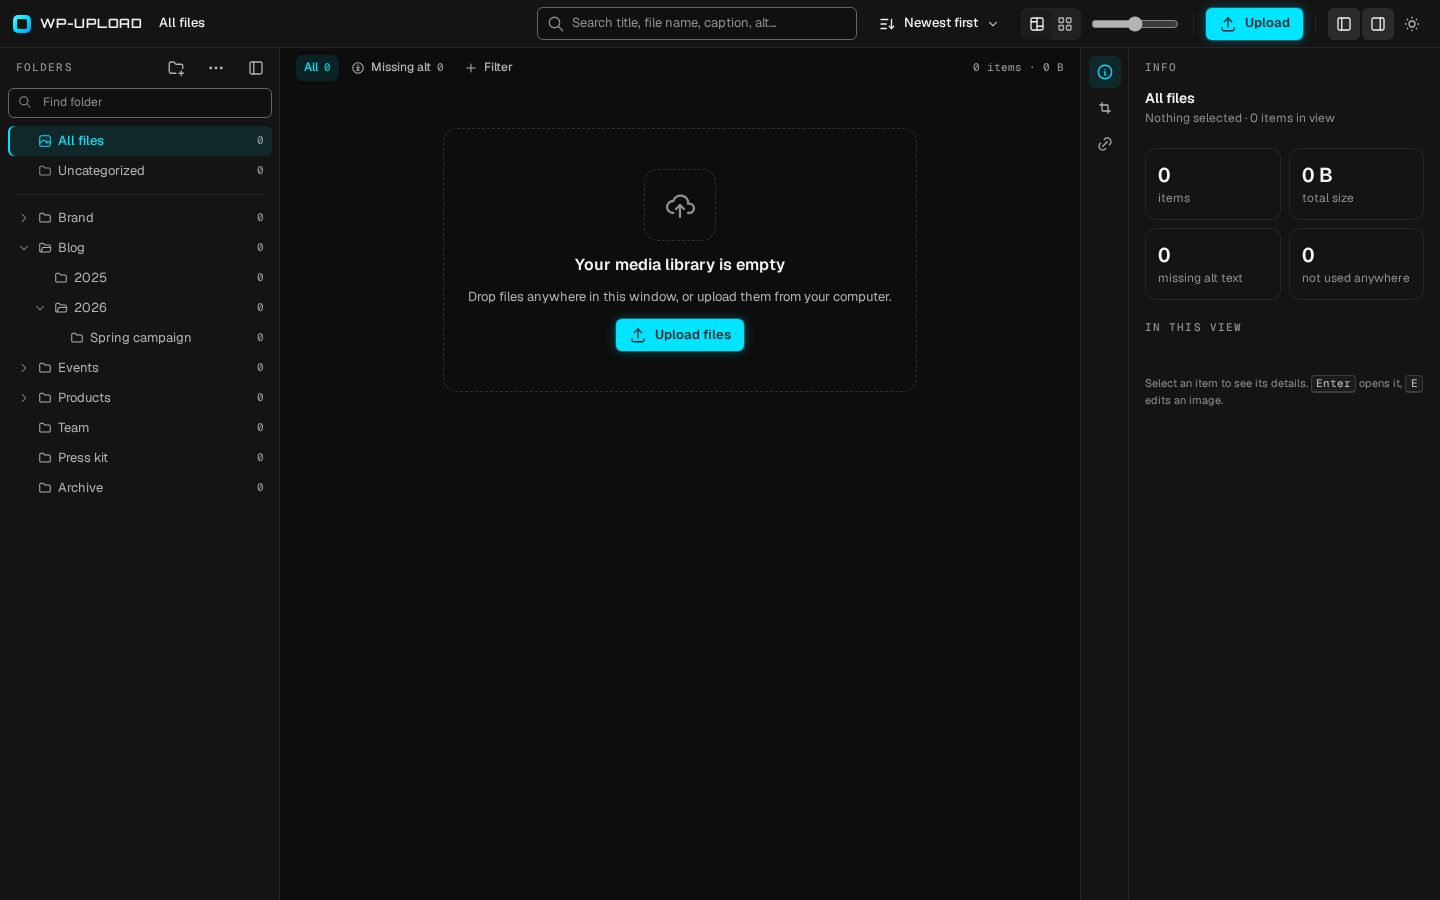 WP-UPLOAD All files Search title, file name, caption, alt… Newest first Upload
FOLDERS
Find folder
All files 0
Uncategorized 0
Brand 0
Blog 0
2025 0
2026 0
Spring campaign 0
Events 0
Products 0
Team 0
Press kit 0
Archive 0
All 0 Missing alt 0 Filter 0 items · 0 B
Your media library is empty
Drop files anywhere in this window, or upload them from your computer.
Upload files
INFO
All files
Nothing selected · 0 items in view
0
items
0 B
total size
0
missing alt text
0
not used anywhere
IN THIS VIEW
Select an item to see its details. Enter opens it, E
edits an image.